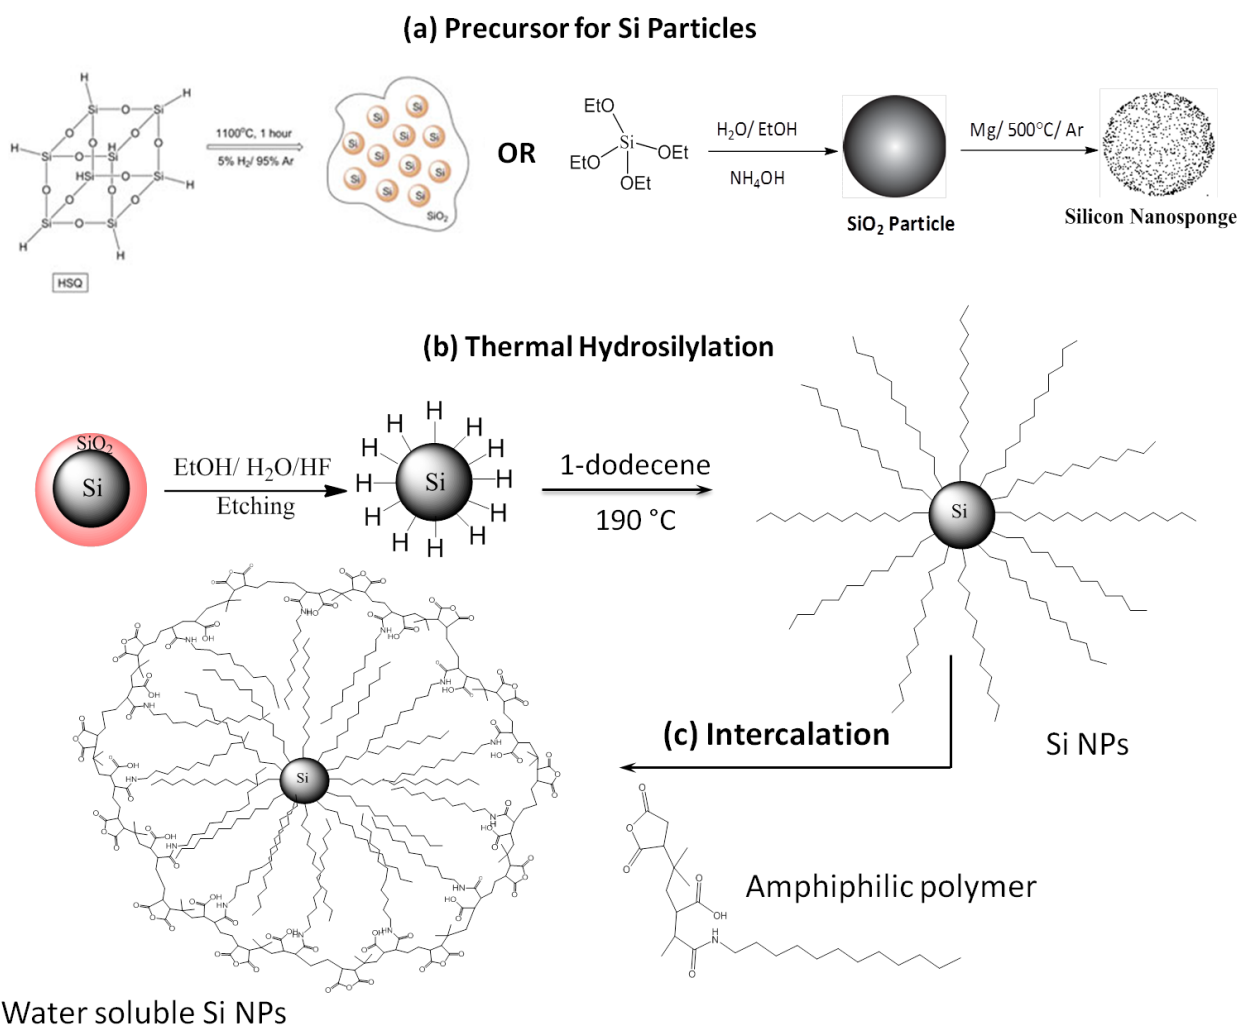 (a) Precursor for Si Particles
HSQ
1100°C, 1 hour
5% H₂/ 95% Ar
SiO₂
OR
EtO
EtO
Si
OEt
OEt
H₂O/ EtOH
NH₄OH
SiO₂ Particle
Mg/ 500°C/ Ar
Silicon Nanosponge
(b) Thermal Hydrosilylation
SiO₂
Si
EtOH/ H₂O/HF
Etching
Si
H
H
H
H
H
H
H
H
H
H
H
H
1-dodecene
190 °C
Si
Si NPs
(c) Intercalation
Amphiphilic polymer
O
O
O
O
OH
H
N
O
Si
Water soluble Si NPs